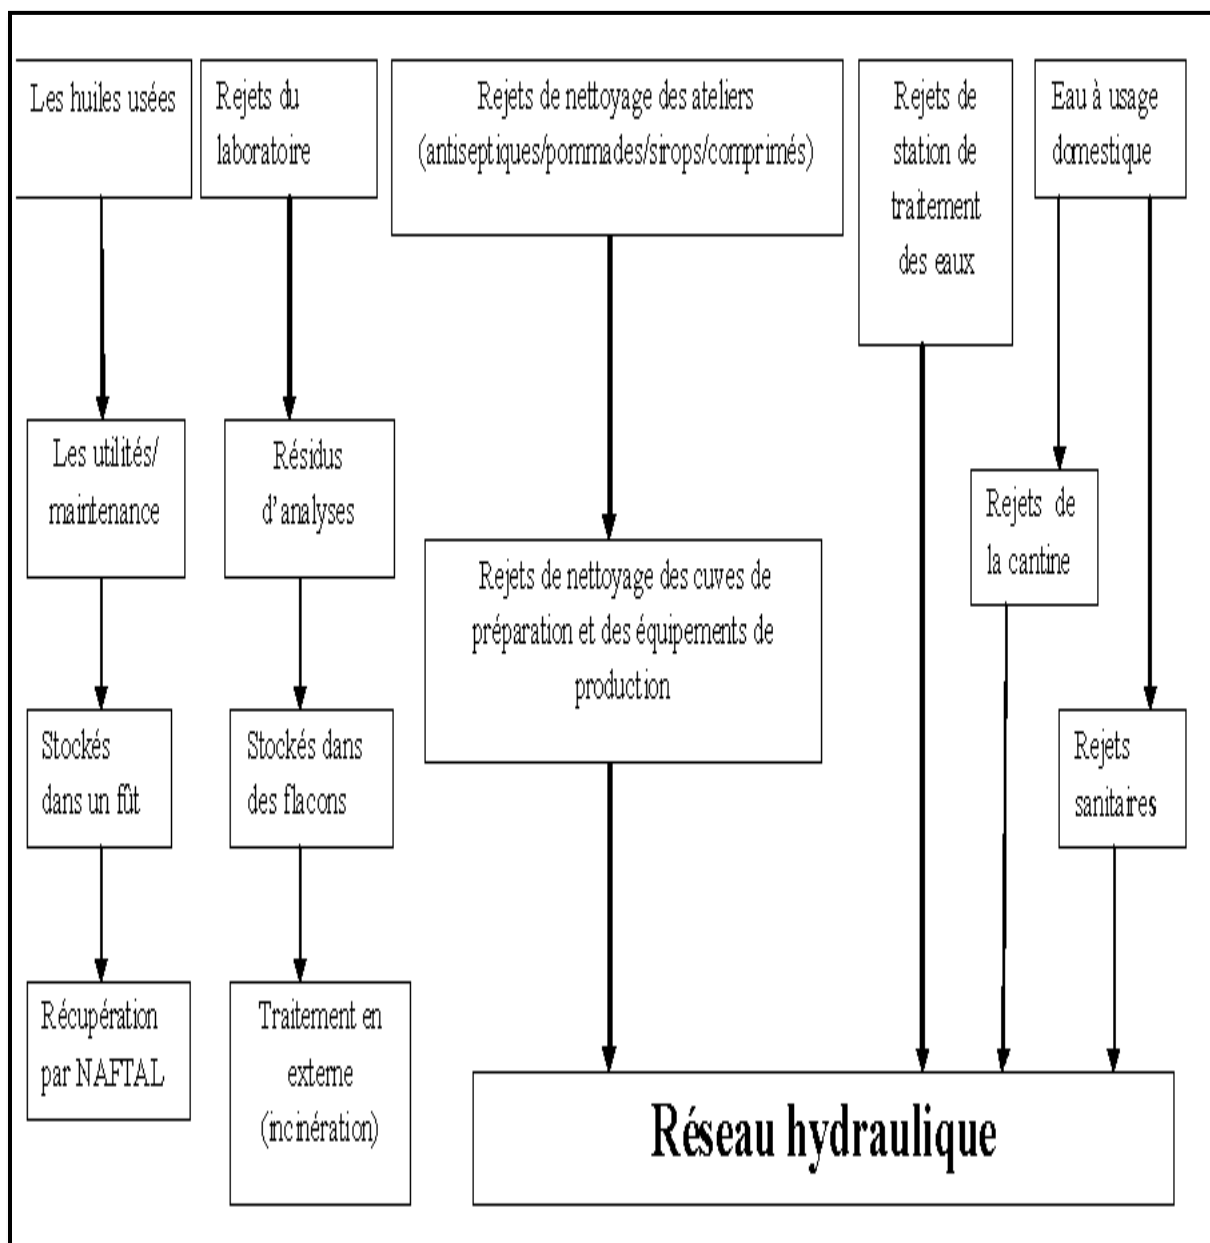 Les huiles usées
Rejets du
laboratoire
Rejets de nettoyage des ateliers
(antiseptiques/pommades/sirops/comprimés)
Rejets de
station de
traitement
des eaux
Eau à usage
domestique
Les utilités/
maintenance
Résidus
d'analyses
Rejets de nettoyage des cuves de
préparation et des équipements de
production
Rejets de
la cantine
Stockés
dans un fût
Stockés dans
des flacons
Rejets
sanitaires
Récupération
par NAFTAL
Traitement en
externe
(incinération)
Réseau hydraulique